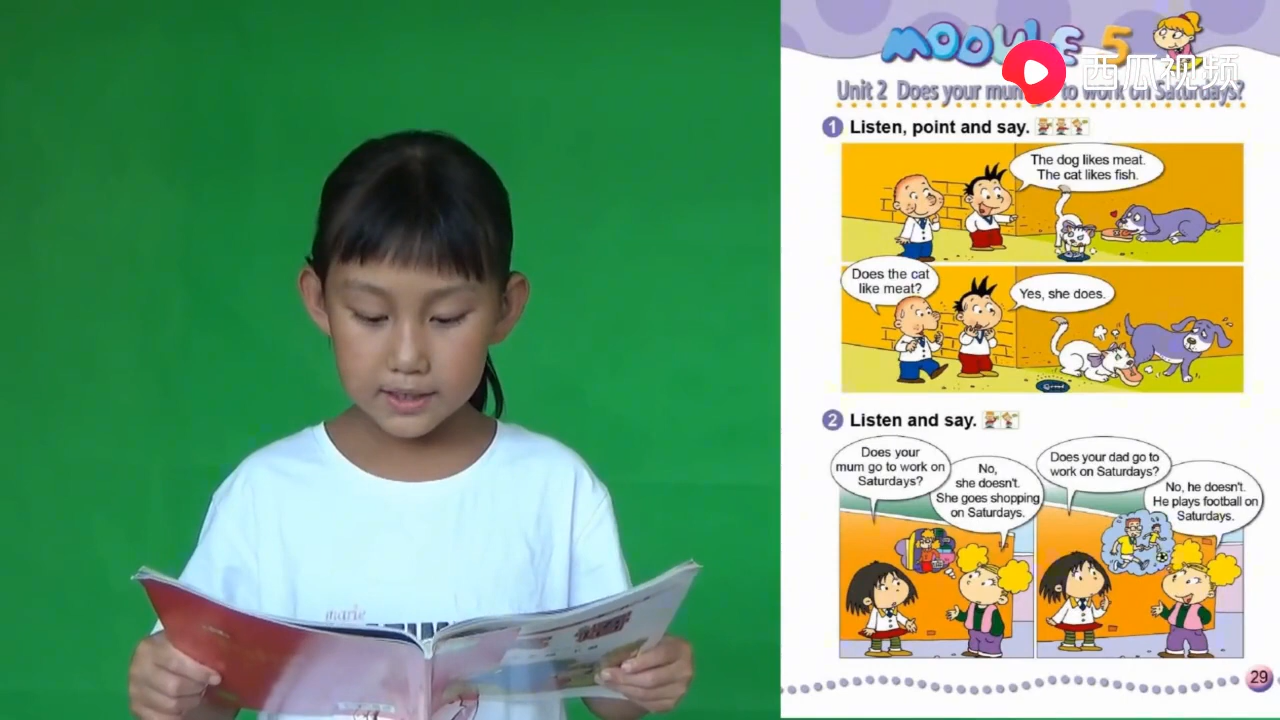 MODULE 5
西瓜视频
Unit 2 Does your mum go to work on Saturdays?
1 Listen, point and say.
The dog likes meat.
The cat likes fish.
Does the cat
like meat?
Yes, she does.
2 Listen and say.
Does your
mum go to work on
Saturdays?
No,
she doesn't.
She goes shopping
on Saturdays.
Does your dad go to
work on Saturdays?
No, he doesn't.
He plays football on
Saturdays.
marie
29